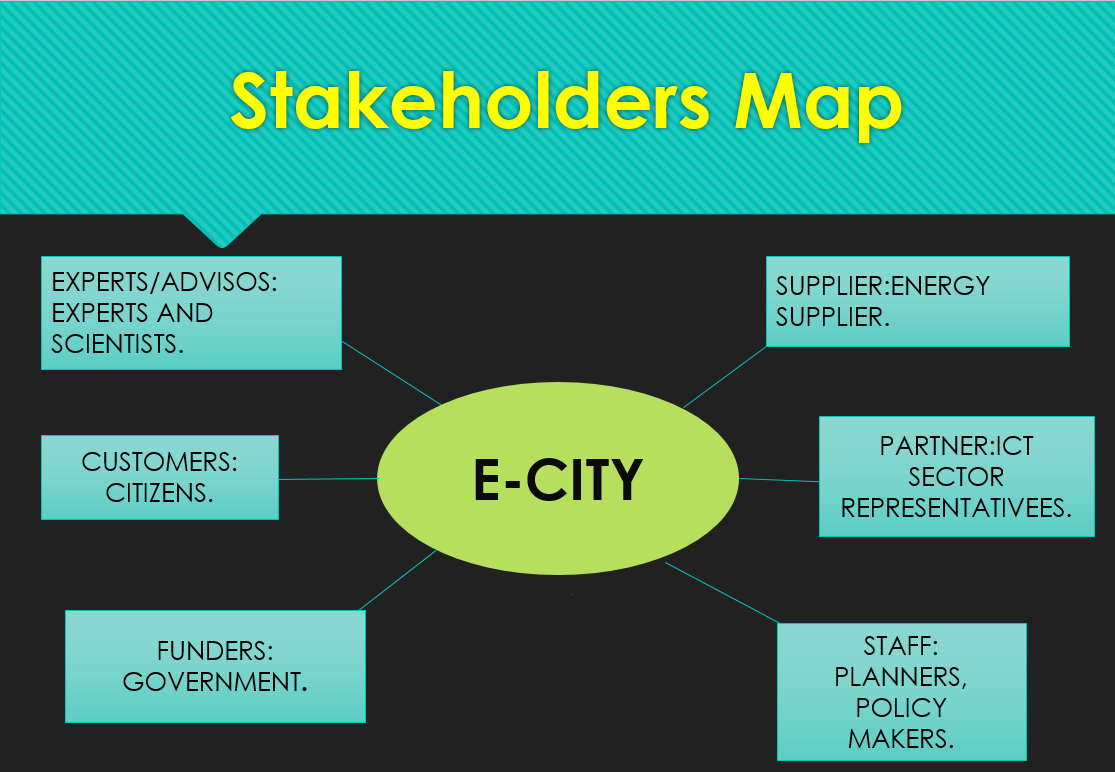 Stakeholders Map
EXPERTS/ADVISOS:
EXPERTS AND
SCIENTISTS.
SUPPLIER:ENERGY
SUPPLIER.
CUSTOMERS:
CITIZENS.
E-CITY
PARTNER:ICT
SECTOR
REPRESENTATIVEES.
FUNDERS:
GOVERNMENT.
STAFF:
PLANNERS,
POLICY
MAKERS.